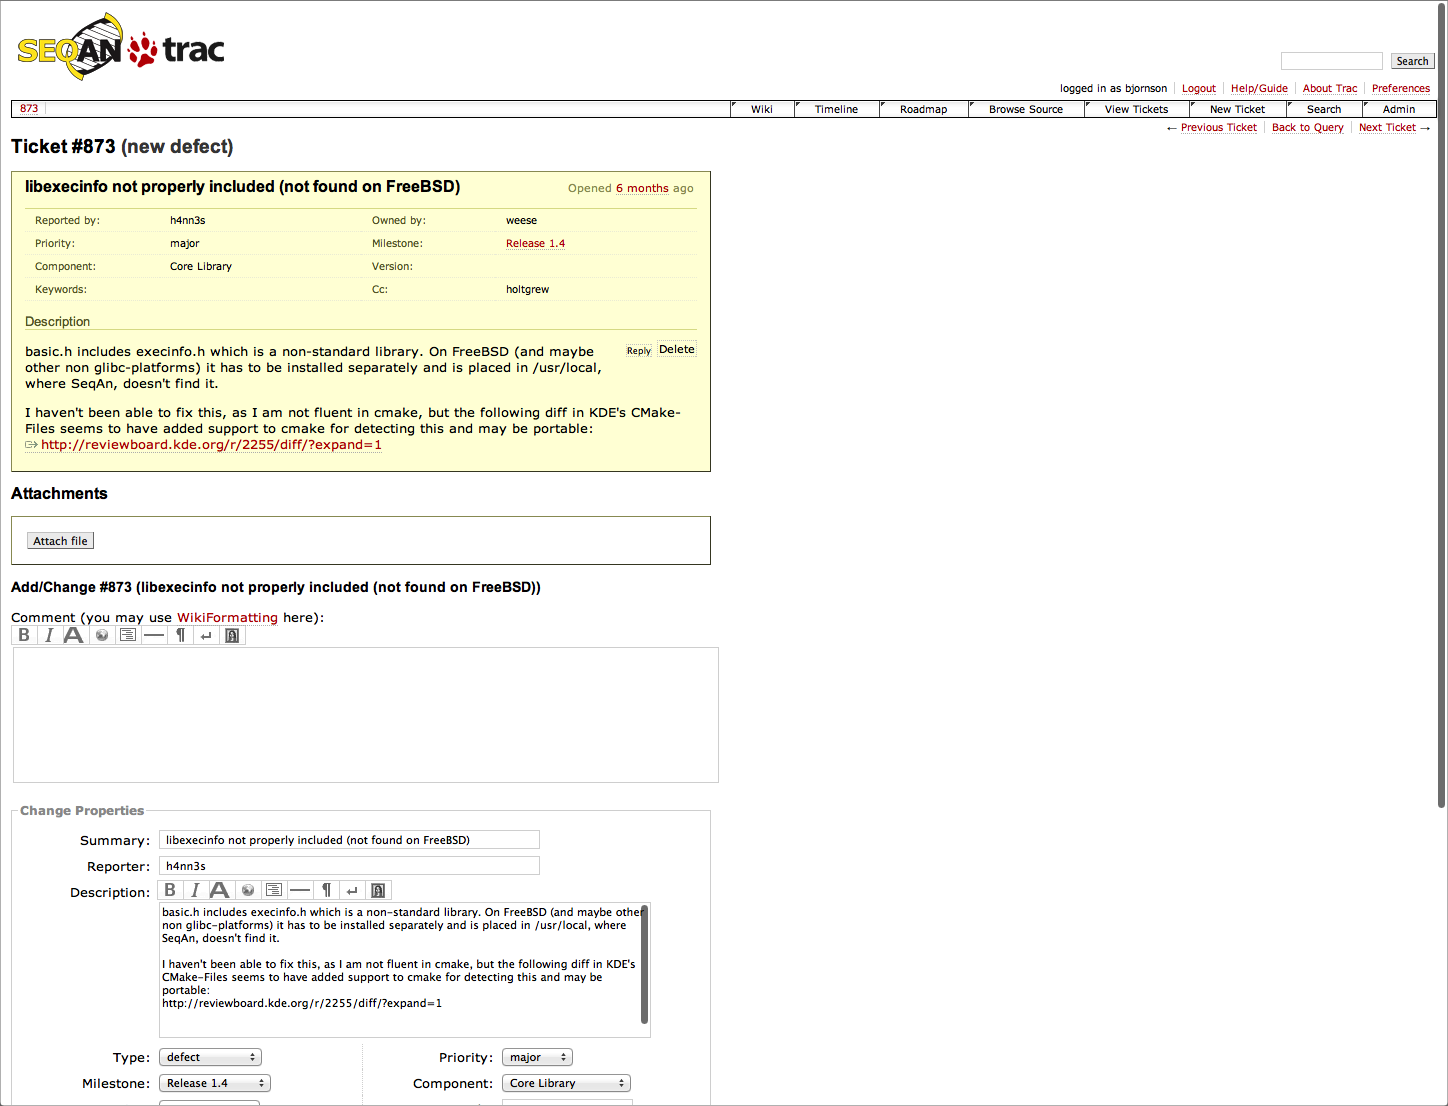 SEQAN trac
Search
logged in as bjornson Logout Help/Guide About Trac Preferences
873 Wiki Timeline Roadmap Browse Source View Tickets New Ticket Search Admin
← Previous Ticket Back to Query Next Ticket →
Ticket #873 (new defect)
libexecinfo not properly included (not found on FreeBSD) Opened 6 months ago
Reported by: h4nn3s Owned by: weese
Priority: major Milestone: Release 1.4
Component: Core Library Version:
Keywords: Cc: holtgrew
Description
basic.h includes execinfo.h which is a non-standard library. On FreeBSD (and maybe Reply Delete
other non glibc-platforms) it has to be installed separately and is placed in /usr/local,
where SeqAn, doesn't find it.
I haven't been able to fix this, as I am not fluent in cmake, but the following diff in KDE's CMake-
Files seems to have added support to cmake for detecting this and may be portable:
http://reviewboard.kde.org/r/2255/diff/?expand=1
Attachments
Attach file
Add/Change #873 (libexecinfo not properly included (not found on FreeBSD))
Comment (you may use WikiFormatting here):
B I A ¶ ↵
Change Properties
Summary: libexecinfo not properly included (not found on FreeBSD)
Reporter: h4nn3s
Description: B I A ¶ ↵
basic.h includes execinfo.h which is a non-standard library. On FreeBSD (and maybe other
non glibc-platforms) it has to be installed separately and is placed in /usr/local, where
SeqAn, doesn't find it.
I haven't been able to fix this, as I am not fluent in cmake, but the following diff in KDE's
CMake-Files seems to have added support to cmake for detecting this and may be
portable:
http://reviewboard.kde.org/r/2255/diff/?expand=1
Type: defect Priority: major
Milestone: Release 1.4 Component: Core Library